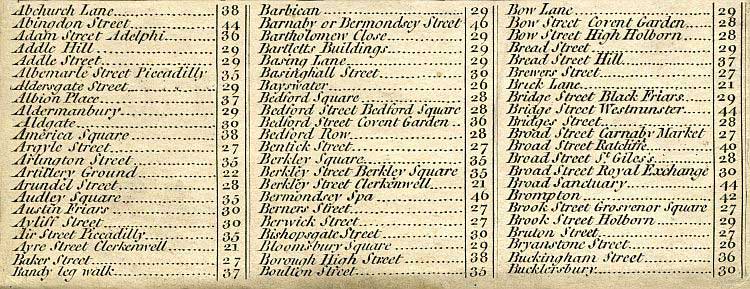 Abchurch Lane 38
Abingdon Street 44
Adam Street Adelphi 36
Addle Hill 29
Addle Street 29
Albemarle Street Piccadilly 35
Aldersgate Street 29
Albion Place 37
Aldermanbury 29
Aldgate 30
America Square 38
Argyle Street 27
Arlington Street 35
Artillery Ground 22
Arundel Street 28
Audley Square 35
Austin Friars 30
Ayliff Street 30
Air Street Piccadilly 35
Ayre Street Clerkenwell 21
Baker Street 27
Bandy leg walk 37
Barbican 29
Barnaby or Bermondsey Street 46
Bartholomew Close 29
Bartletts Buildings 29
Basing Lane 29
Basinghall Street 30
Bayswater 26
Bedford Square 28
Bedford Street Bedford Square 28
Bedford Street Covent Garden 36
Bedford Row 28
Bentick Street 27
Berkley Square 35
Berkley Street Berkley Square 35
Berkley Street Clerkenwell 21
Bermondsey Spa 46
Berners Street 27
Berwick Street 27
Bishopsgate Street 30
Bloomsbury Square 29
Borough High Street 38
Boulton Street 35
Bow Lane 29
Bow Street Covent Garden 28
Bow Street High Holborn 28
Bread Street 29
Bread Street Hill 37
Brewers Street 27
Brick Lane 21
Bridge Street Black Friars 29
Bridge Street Westminster 44
Bridges Street 28
Broad Street Carnaby Market 27
Broad Street Ratcliffe 40
Broad Street St Giles's 28
Broad Street Royal Exchange 30
Broad Sanctuary 44
Brompton 42
Brook Street Grosvenor Square 27
Brook Street Holborn 29
Bruton Street 27
Bryanstone Street 26
Buckingham Street 36
Bucklersbury 30